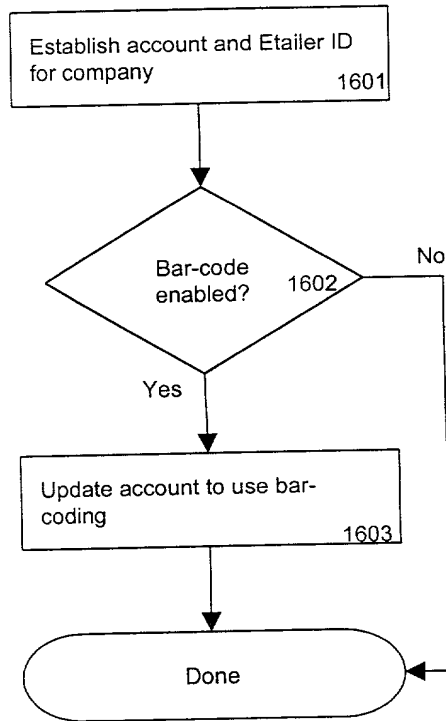 Establish account and Etailer ID
for company
1601
Bar-code
enabled?
1602
No
Yes
Update account to use bar-
coding
1603
Done